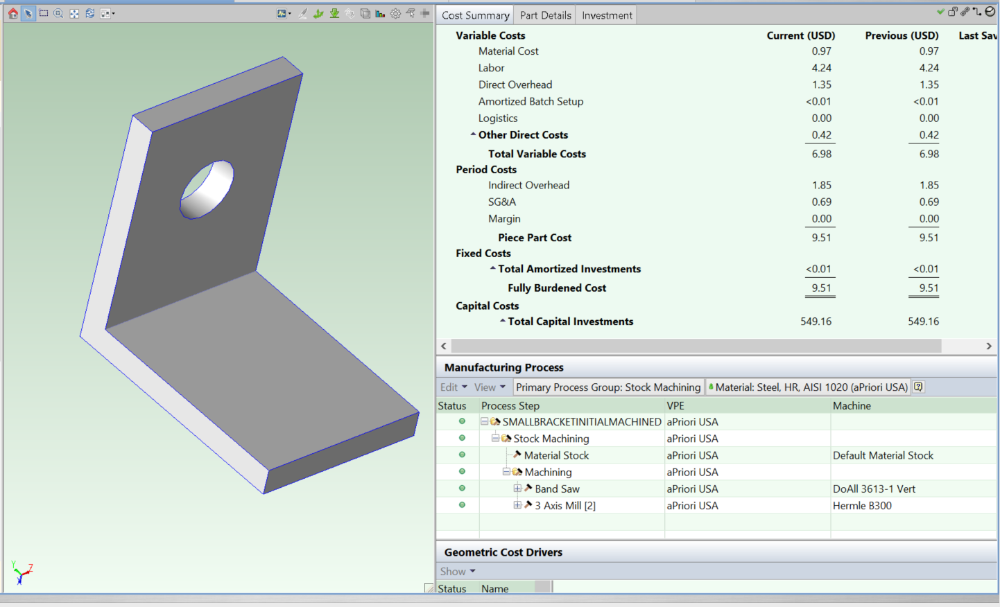 Cost Summary Part Details Investment
Variable Costs Current (USD) Previous (USD) Last Sav
Material Cost 0.97 0.97
Labor 4.24 4.24
Direct Overhead 1.35 1.35
Amortized Batch Setup <0.01 <0.01
Logistics 0.00 0.00
Other Direct Costs 0.42 0.42
Total Variable Costs 6.98 6.98
Period Costs
Indirect Overhead 1.85 1.85
SG&A 0.69 0.69
Margin 0.00 0.00
Piece Part Cost 9.51 9.51
Fixed Costs
Total Amortized Investments <0.01 <0.01
Fully Burdened Cost 9.51 9.51
Capital Costs
Total Capital Investments 549.16 549.16
Manufacturing Process
Edit View Primary Process Group: Stock Machining Material: Steel, HR, AISI 1020 (aPriori USA)
Status Process Step VPE Machine
SMALLBRACKETINITIALMACHINED aPriori USA
Stock Machining aPriori USA
Material Stock aPriori USA Default Material Stock
Machining aPriori USA
Band Saw aPriori USA DoAll 3613-1 Vert
3 Axis Mill [2] aPriori USA Hermle B300
Geometric Cost Drivers
Show
Status Name
Y Z
X